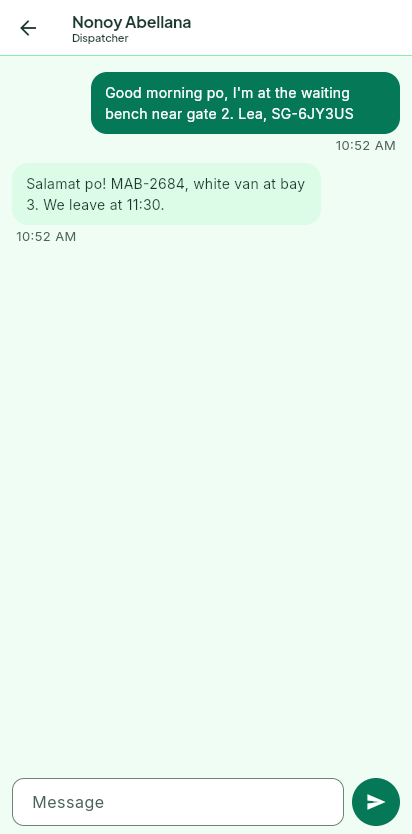 Nonoy Abellana
Dispatcher
Good morning po, I'm at the waiting
bench near gate 2. Lea, SG-6JY3US
10:52 AM
Salamat po! MAB-2684, white van at bay
3. We leave at 11:30.
10:52 AM
Message